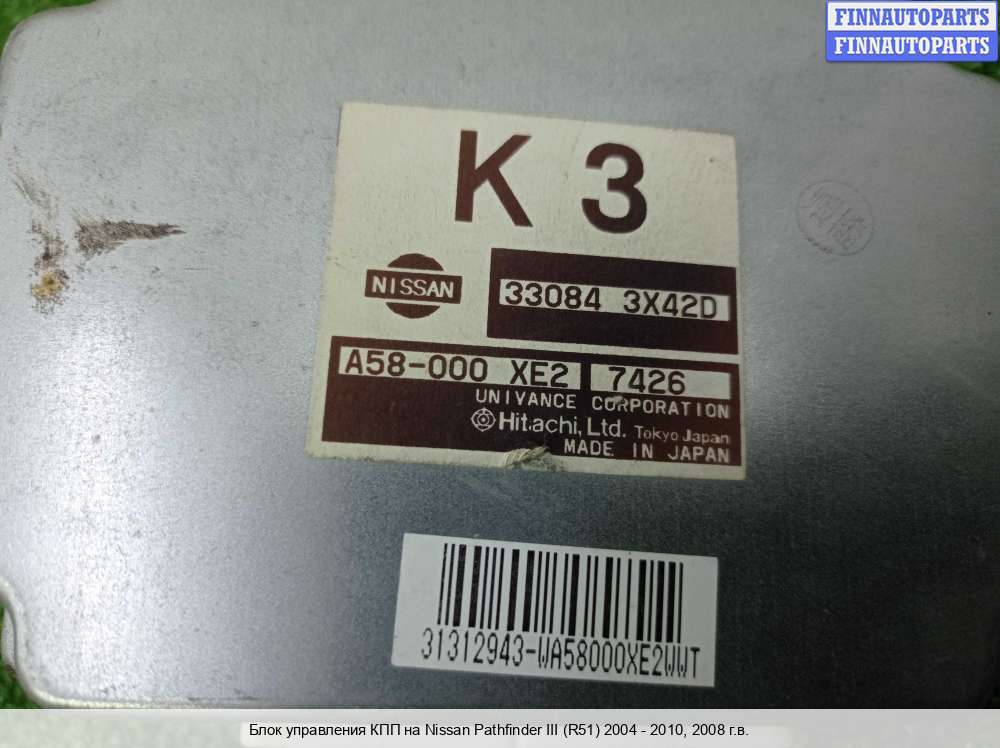 FINNAUTOPARTS
FINNAUTOPARTS
K 3
NISSAN
33084 3X42D
A58-000 XE2 7426
UNIVANCE CORPORATION
Hitachi, Ltd. Tokyo Japan
MADE IN JAPAN
31312943-WA58000XE2WWT
Блок управления КПП на Nissan Pathfinder III (R51) 2004 - 2010, 2008 г.в.